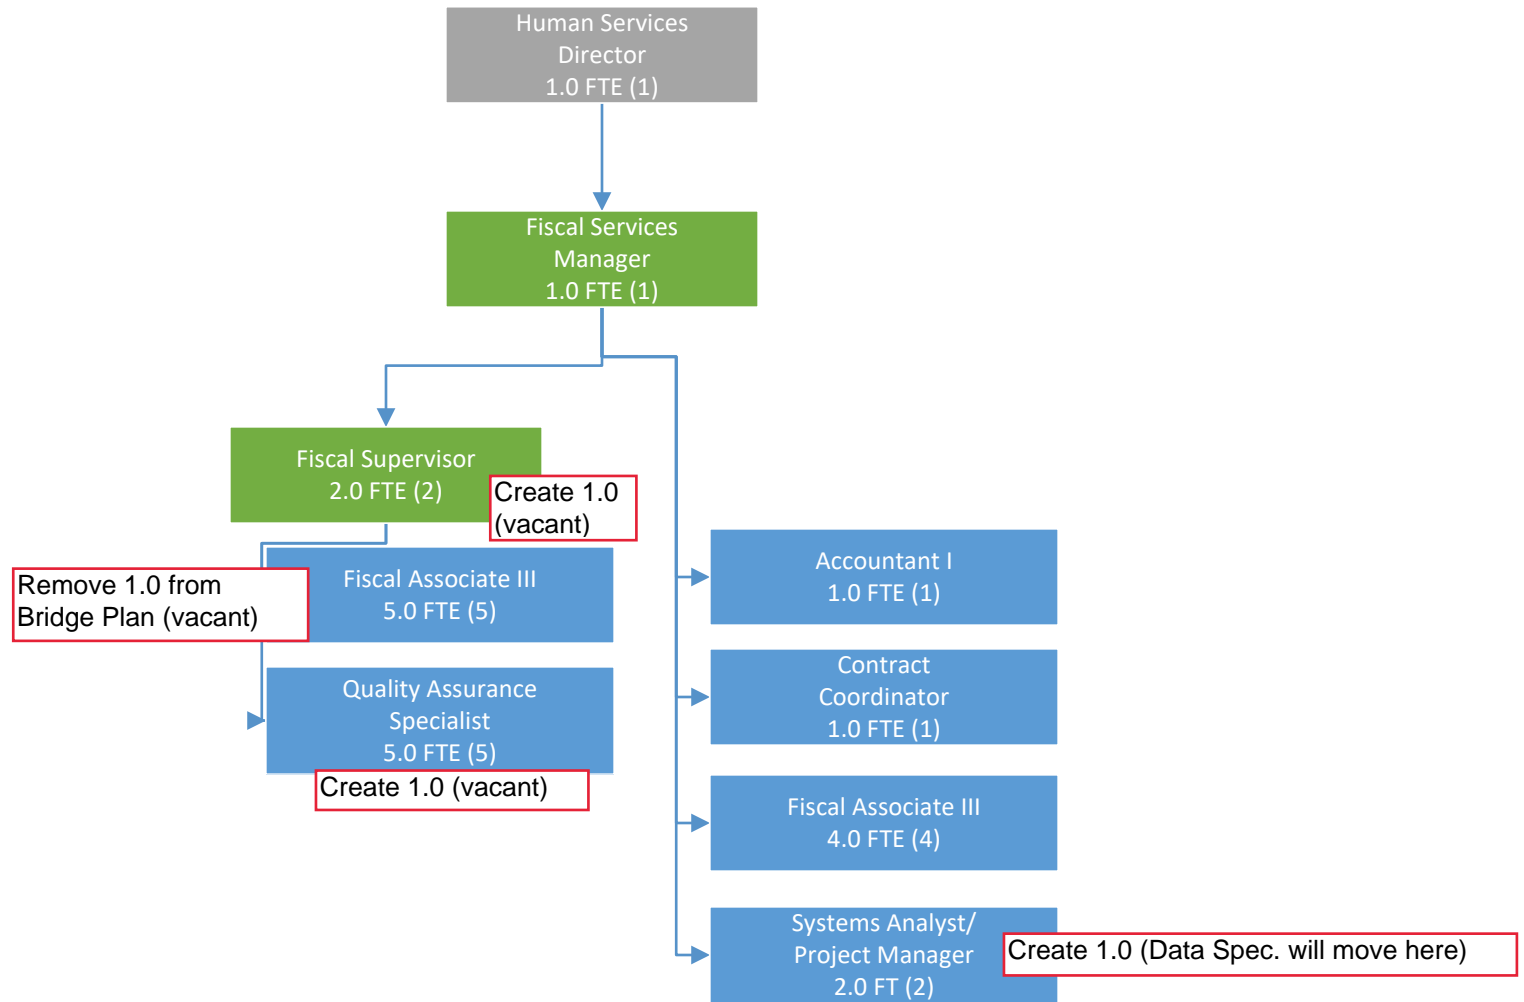 Human Services
Director
1.0 FTE (1)
Fiscal Services
Manager
1.0 FTE (1)
Fiscal Supervisor
2.0 FTE (2)
Create 1.0
(vacant)
Remove 1.0 from
Bridge Plan (vacant)
Fiscal Associate III
5.0 FTE (5)
Quality Assurance
Specialist
5.0 FTE (5)
Create 1.0 (vacant)
Accountant I
1.0 FTE (1)
Contract
Coordinator
1.0 FTE (1)
Fiscal Associate III
4.0 FTE (4)
Systems Analyst/
Project Manager
2.0 FT (2)
Create 1.0 (Data Spec. will move here)